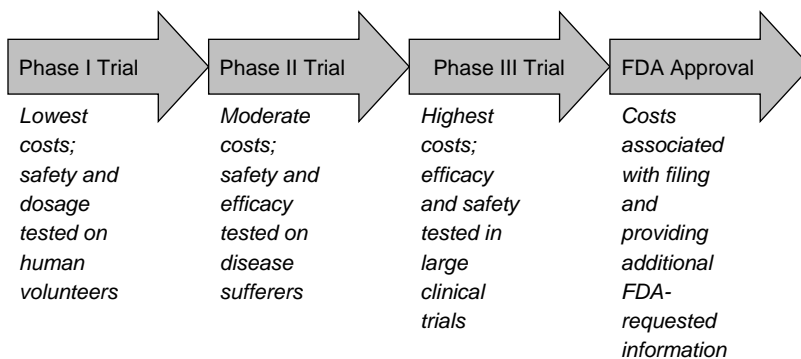 Phase I Trial
Phase II Trial
Phase III Trial
FDA Approval
Lowest
costs;
safety and
dosage
tested on
human
volunteers
Moderate
costs;
safety and
efficacy
tested on
disease
sufferers
Highest
costs;
efficacy
and safety
tested in
large
clinical
trials
Costs
associated
with filing
and
providing
additional
FDA-
requested
information